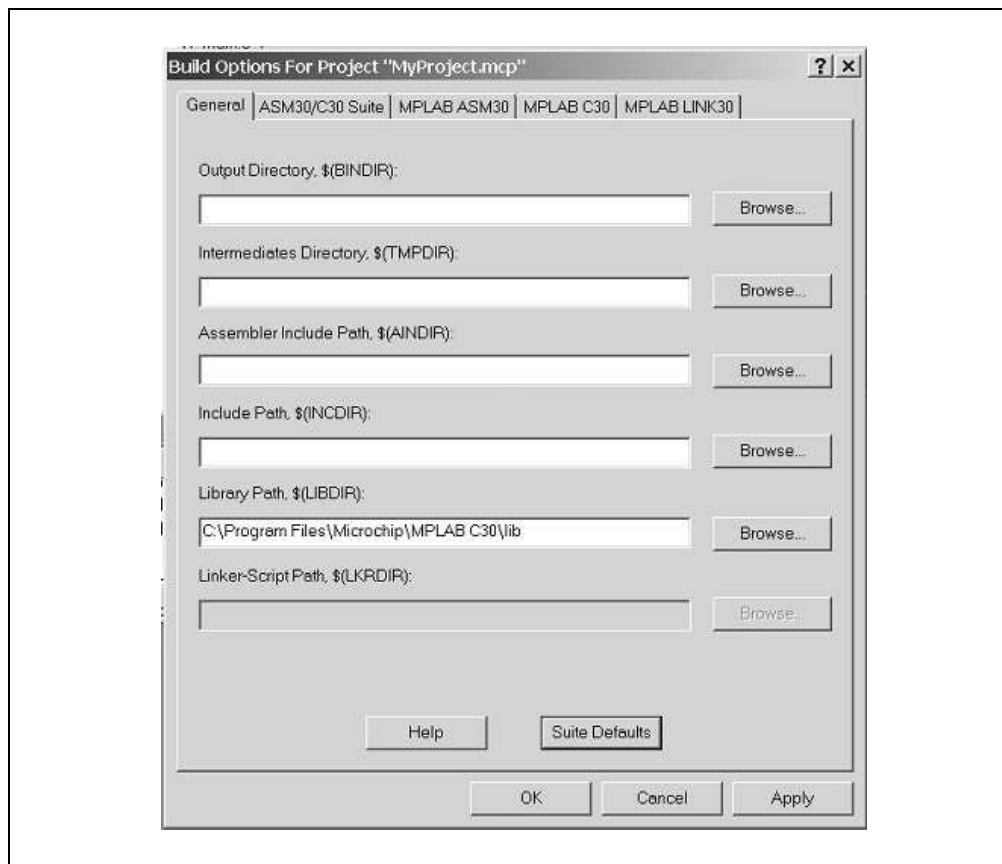 Build Options For Project "MyProject.mcp"
General ASM30/C30 Suite MPLAB ASM30 MPLAB C30 MPLAB LINK30
Output Directory, $(BINDIR):
Browse...
Intermediates Directory, $(TMPDIR):
Browse...
Assembler Include Path, $(AINDIR):
Browse...
Include Path, $(INCDIR):
Browse...
Library Path, $(LIBDIR):
C:\Program Files\Microchip\MPLAB C30\lib Browse...
Linker-Script Path, $(LKRDIR):
Browse...
Help Suite Defaults
OK Cancel Apply